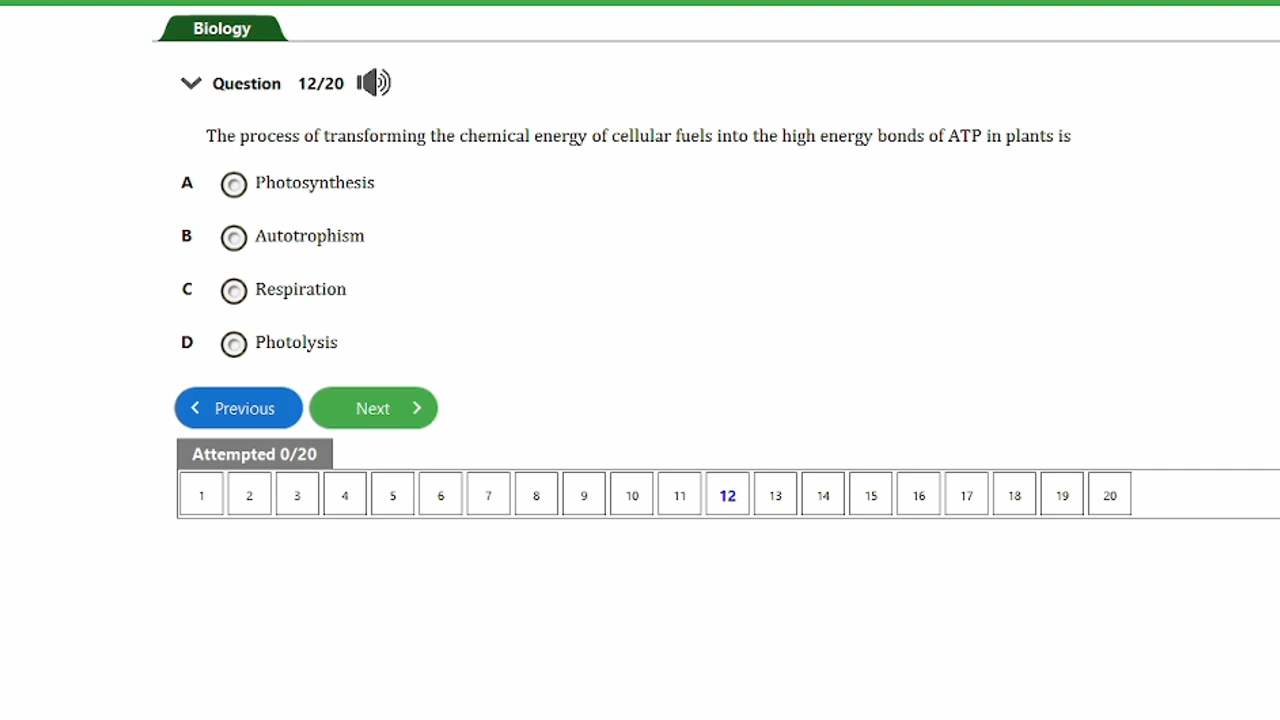 Biology
Question 12/20
The process of transforming the chemical energy of cellular fuels into the high energy bonds of ATP in plants is
A Photosynthesis
B Autotrophism
C Respiration
D Photolysis
Previous Next
Attempted 0/20
1 2 3 4 5 6 7 8 9 10 11 12 13 14 15 16 17 18 19 20